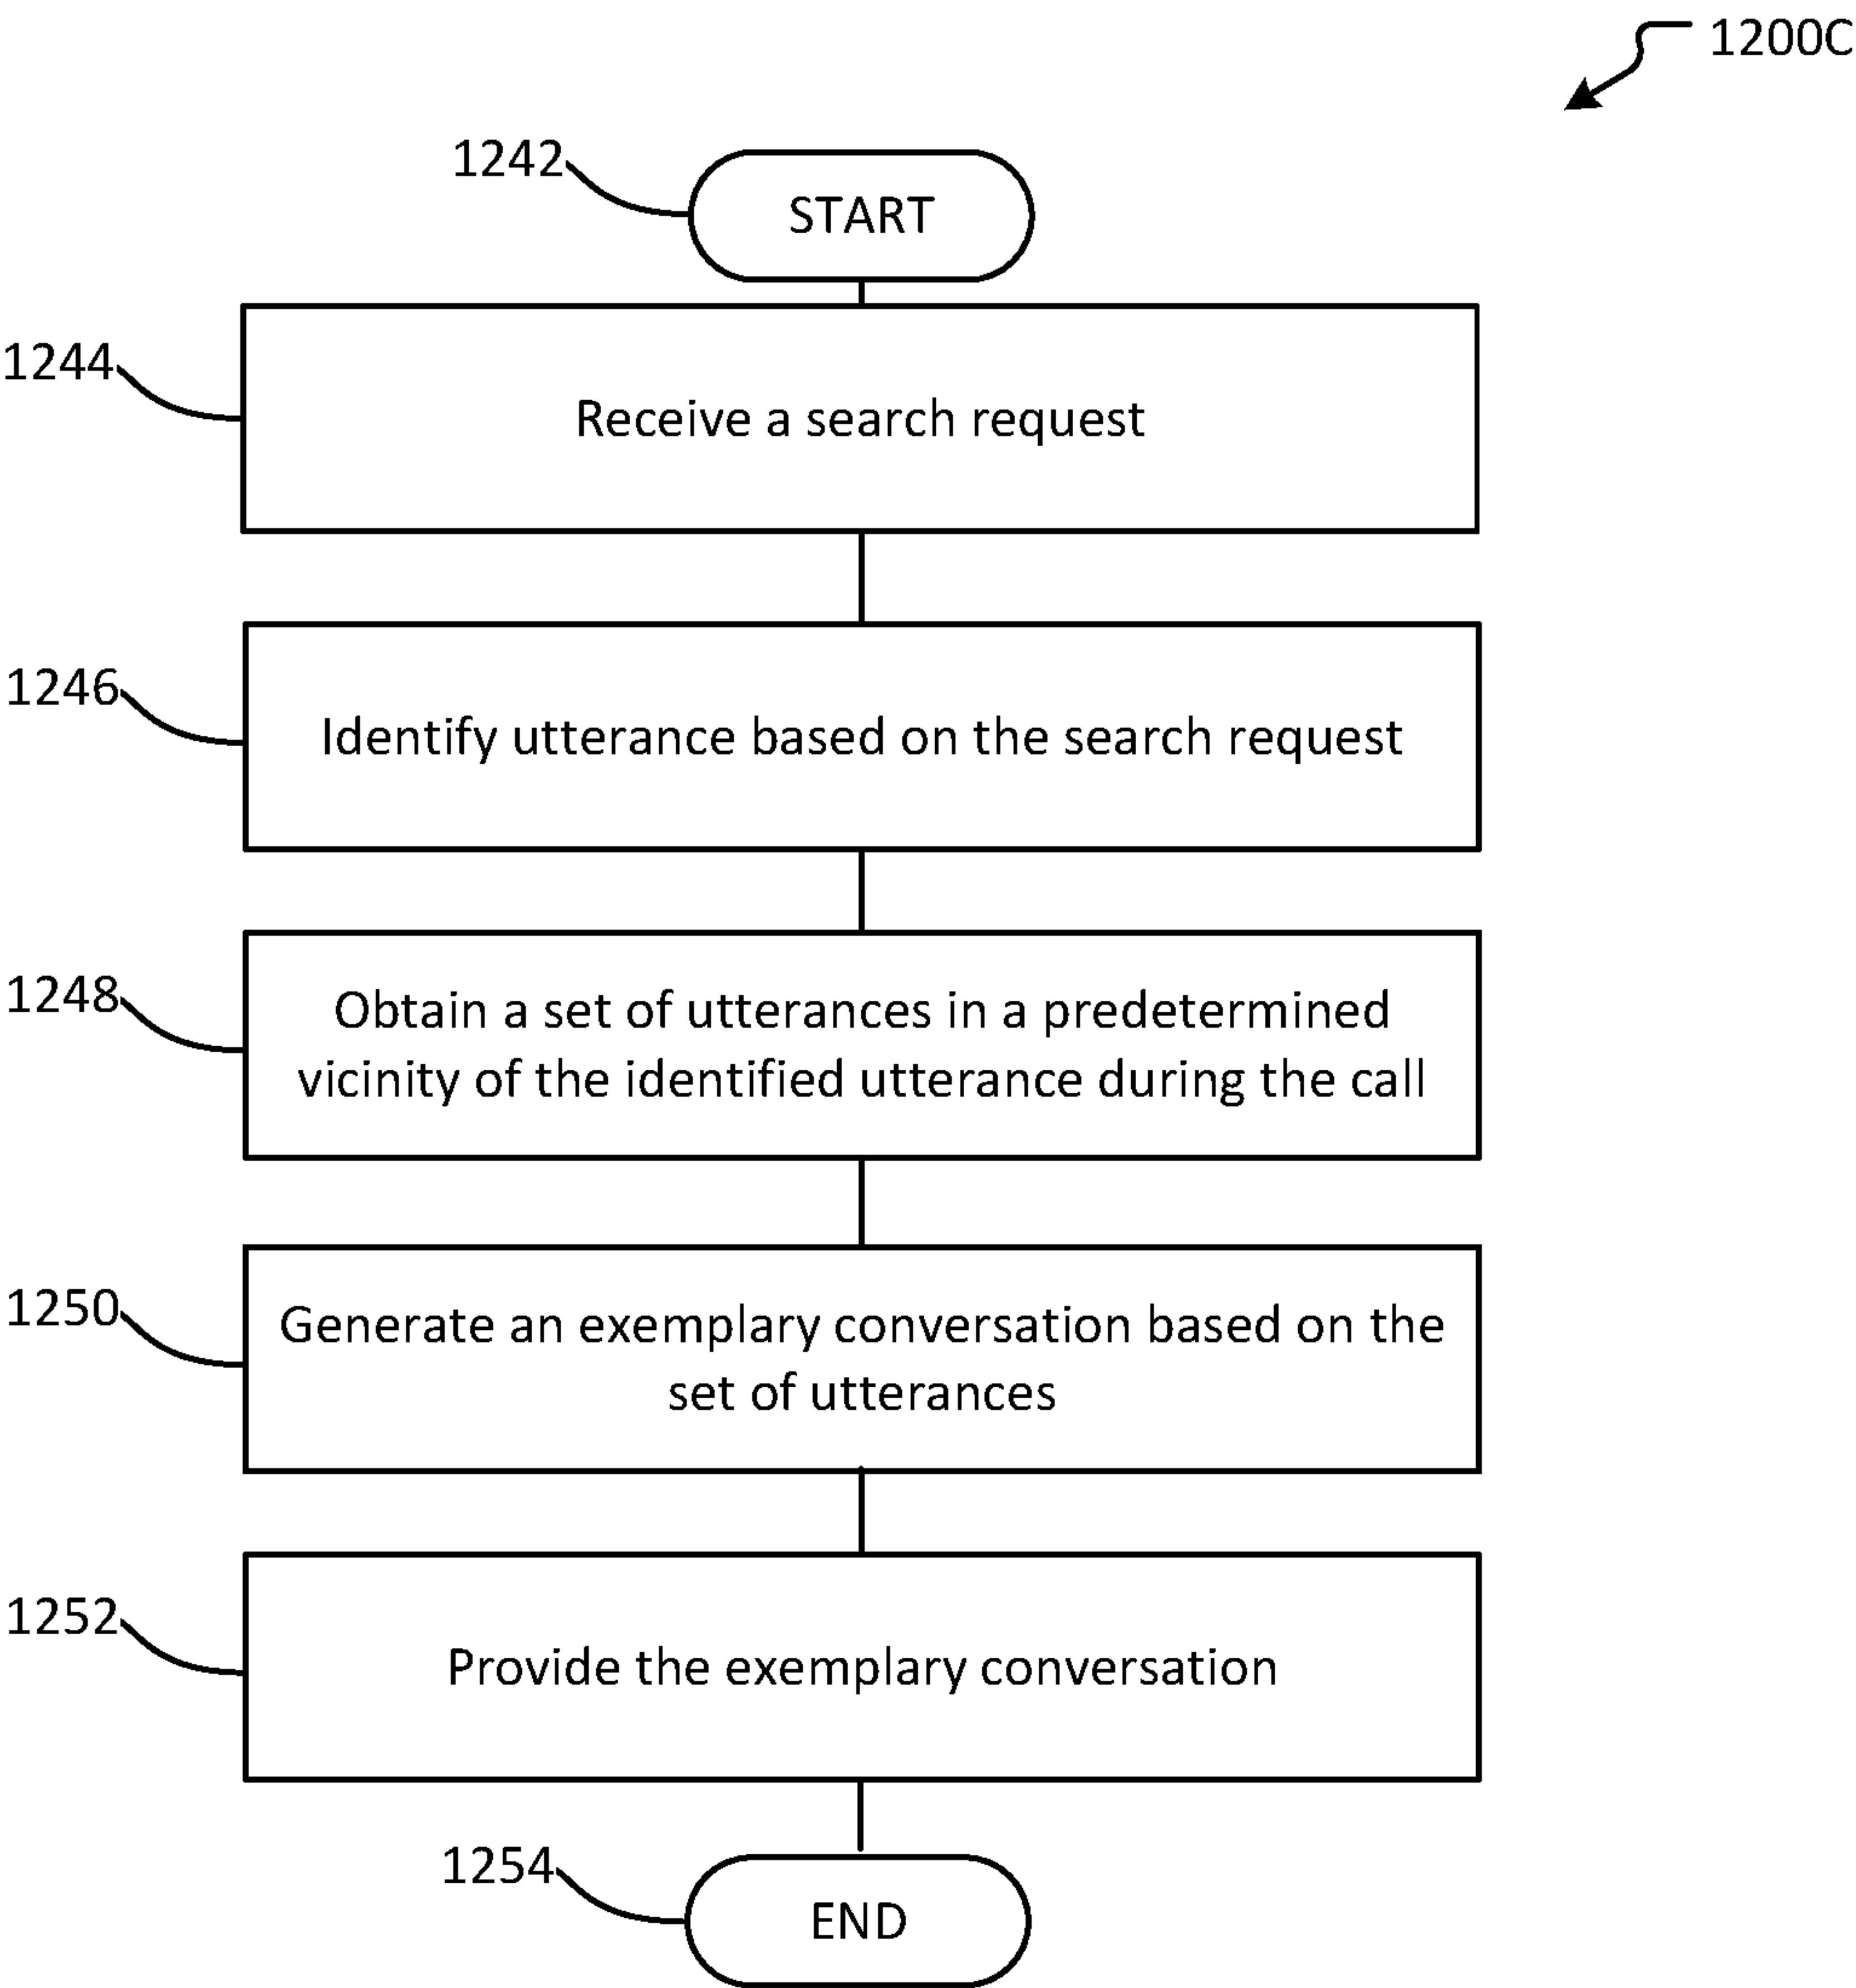 1200C
1242
START
1244
Receive a search request
1246
Identify utterance based on the search request
1248
Obtain a set of utterances in a predetermined
vicinity of the identified utterance during the call
1250
Generate an exemplary conversation based on the
set of utterances
1252
Provide the exemplary conversation
1254
END